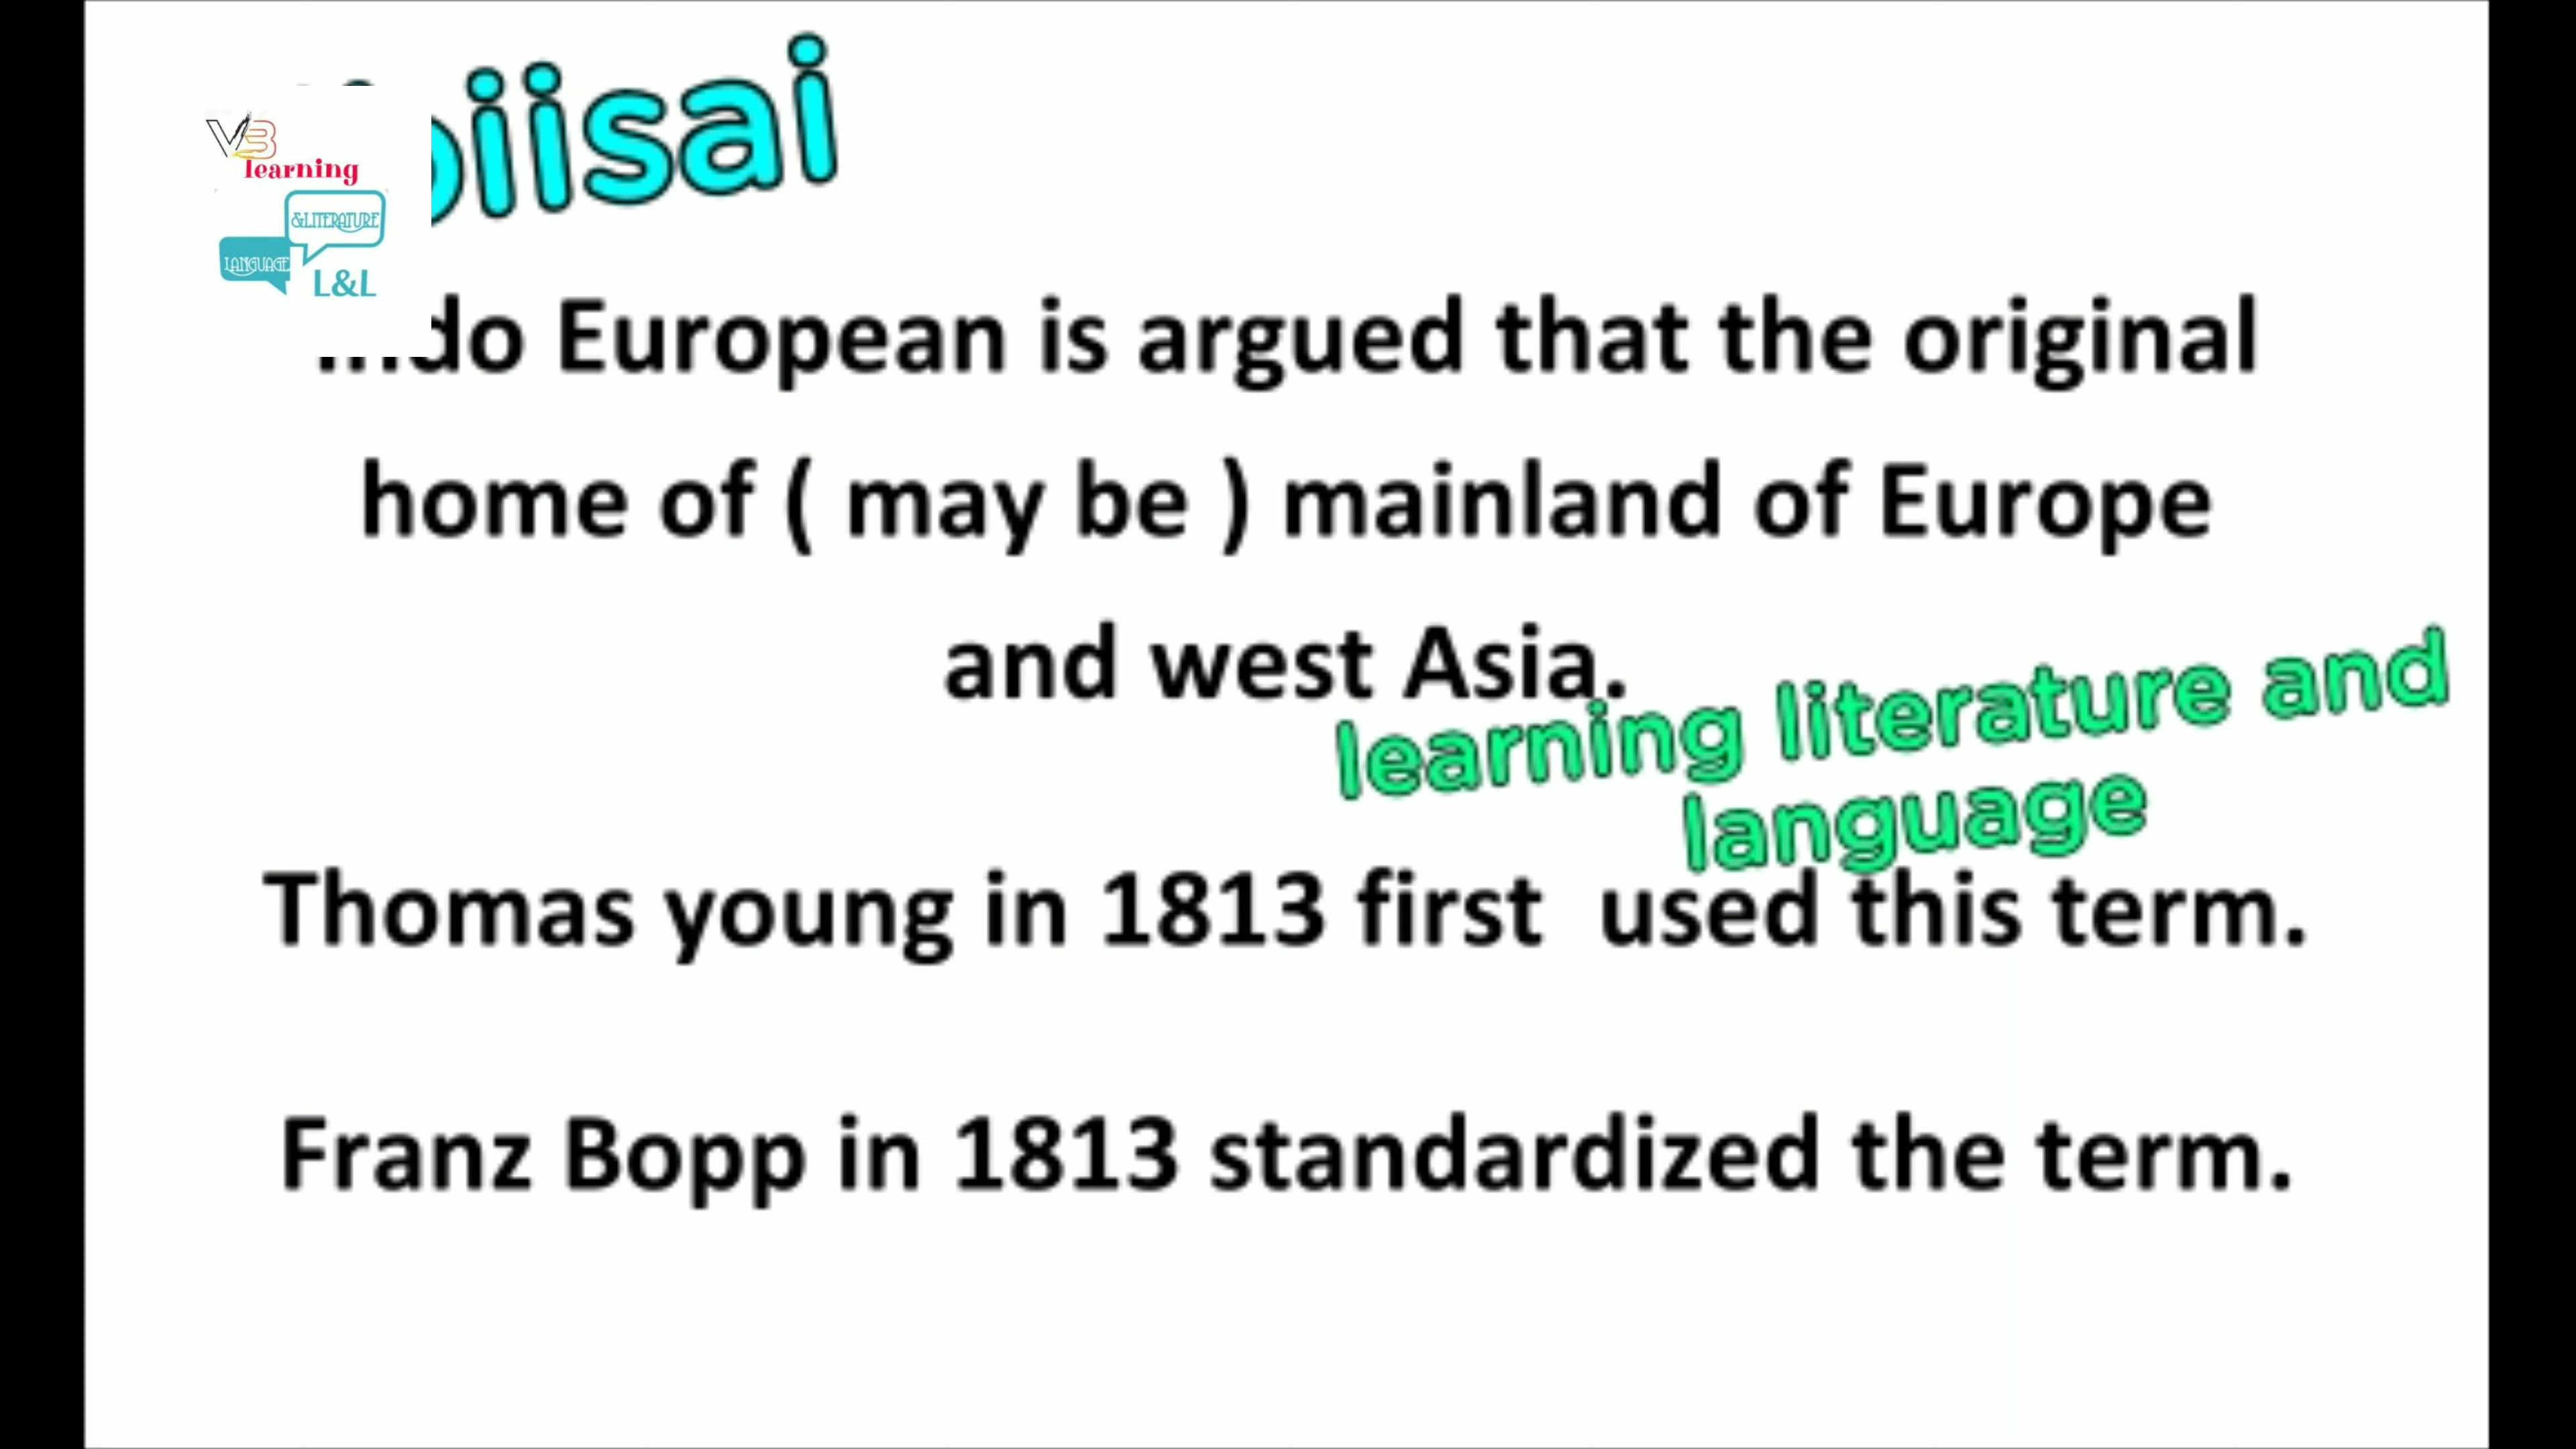 V3
learning
&LITERATURE
LANGUAGE
L&L
European is argued that the original
home of ( may be ) mainland of Europe
and west Asia.
learning literature and
language
Thomas young in 1813 first used this term.
Franz Bopp in 1813 standardized the term.